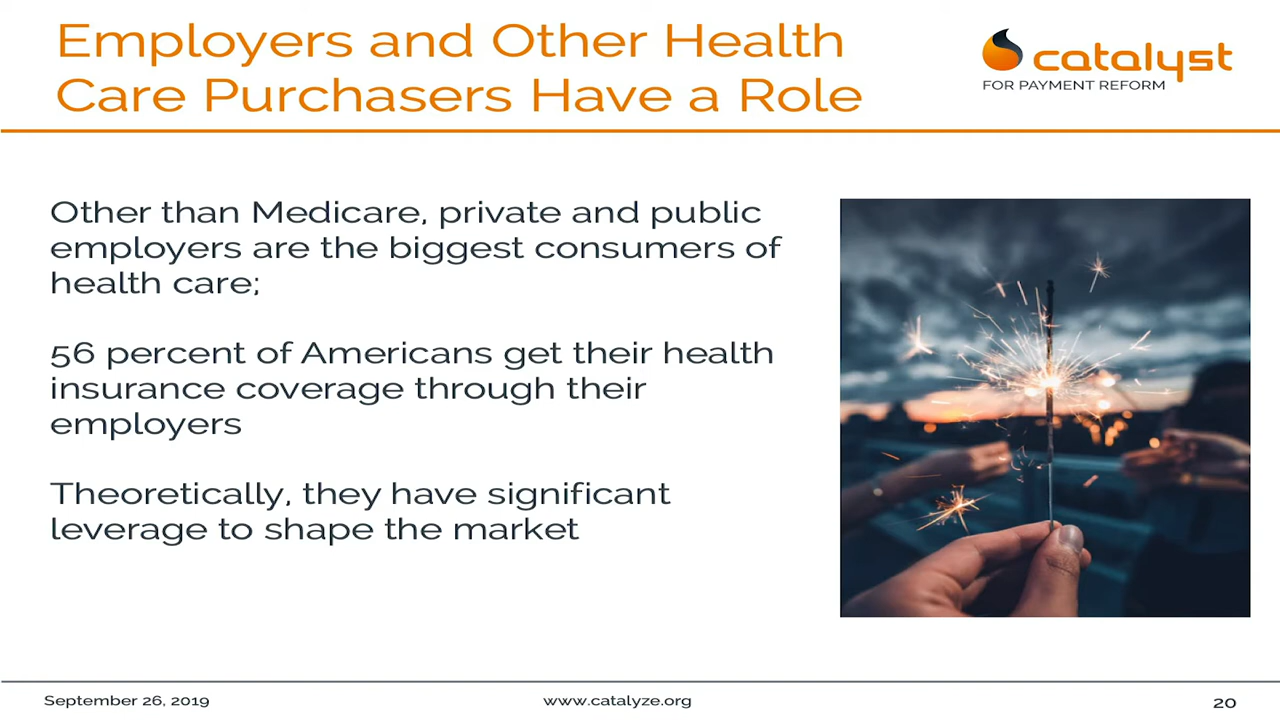 Employers and Other Health
Care Purchasers Have a Role
catalyst
FOR PAYMENT REFORM
Other than Medicare, private and public
employers are the biggest consumers of
health care;
56 percent of Americans get their health
insurance coverage through their
employers
Theoretically, they have significant
leverage to shape the market
September 26, 2019
www.catalyze.org
20